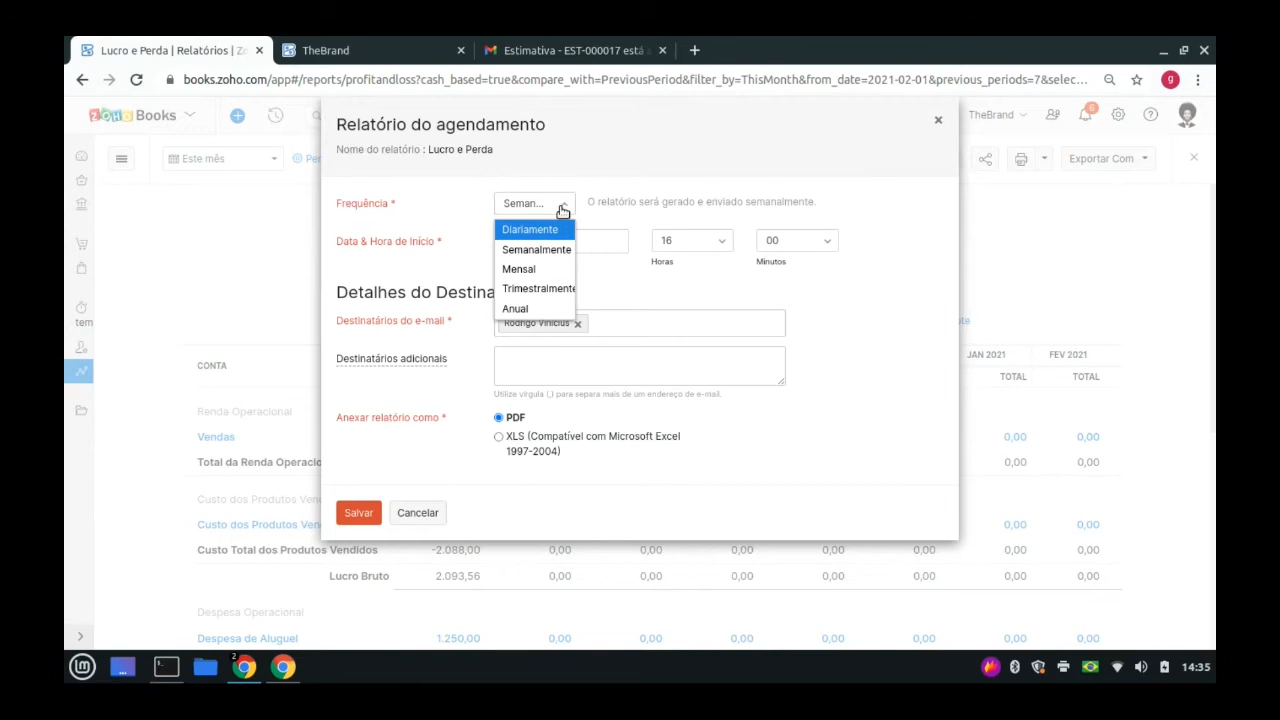 Lucro e Perda | Relatórios | Zo
TheBrand
Estimativa - EST-000017 está
books.zoho.com/app#/reports/profitandloss?cash_based=true&compare_with=PreviousPeriod&filter_by=ThisMonth&from_date=2021-02-01&previous_periods=7&selec...
g
ZOHO Books
TheBrand
6
Este mês
Per
Exportar Com
Relatório do agendamento
Nome do relatório : Lucro e Perda
Frequência *
Seman...
O relatório será gerado e enviado semanalmente.
Diariamente
Semanalmente
Mensal
Trimestralmente
Anual
Data & Hora de Início *
16
00
Horas
Minutos
Detalhes do Destina
Destinatários do e-mail *
Rodrigo Vinicius
Destinatários adicionais
Utilize vírgula (,) para separa mais de um endereço de e-mail.
Anexar relatório como *
PDF
XLS (Compatível com Microsoft Excel
1997-2004)
Salvar
Cancelar
tem
te
CONTA
JAN 2021
FEV 2021
TOTAL
TOTAL
Renda Operacional
Vendas
0,00 0,00
Total da Renda Operacio
0,00 0,00
Custo dos Produtos Vend
Custo dos Produtos Ven
0,00 0,00
Custo Total dos Produtos Vendidos -2.088,00 0,00 0,00 0,00 0,00 0,00 0,00 0,00
Lucro Bruto 2.093,56 0,00 0,00 0,00 0,00 0,00 0,00 0,00
Despesa Operacional
Despesa de Aluguel 1.250,00 0,00 0,00 0,00 0,00 0,00 0,00 0,00
2
14:35